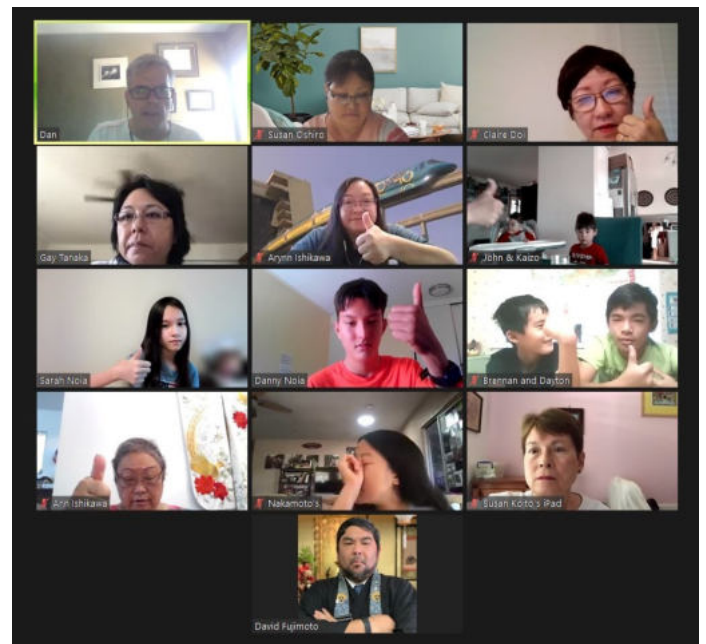 Dan
Susan Oshiro
Claire Doi
Gay Tanaka
Arynn Ishikawa
John & Kaizo
Sarah Noia
Danny Noia
Brennan and Dayton
Ann Ishikawa
Nakamoto's
Susan Koito's iPad
David Fujimoto